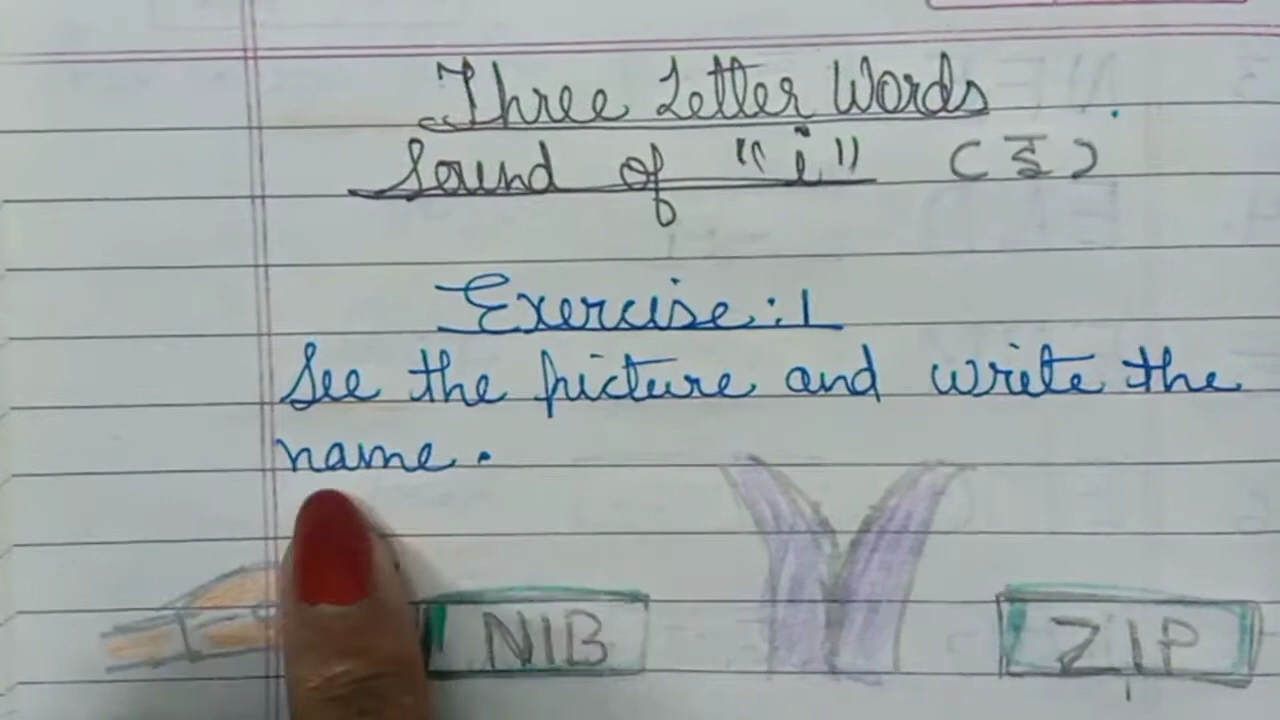 Three Letter Words
Sound of "i" (इ)
Exercise:1
See the picture and write the
name.
NIB ZIP